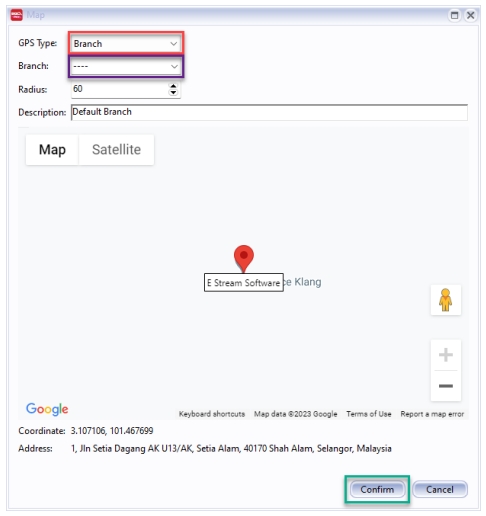 Map
GPS Type: Branch
Branch: ----
Radius: 60
Description: Default Branch
Map Satellite
E Stream Software ce Klang
Google
Keyboard shortcuts Map data ©2023 Google Terms of Use Report a map error
Coordinate: 3.107106, 101.467699
Address: 1, Jln Setia Dagang AK U13/AK, Setia Alam, 40170 Shah Alam, Selangor, Malaysia
Confirm Cancel